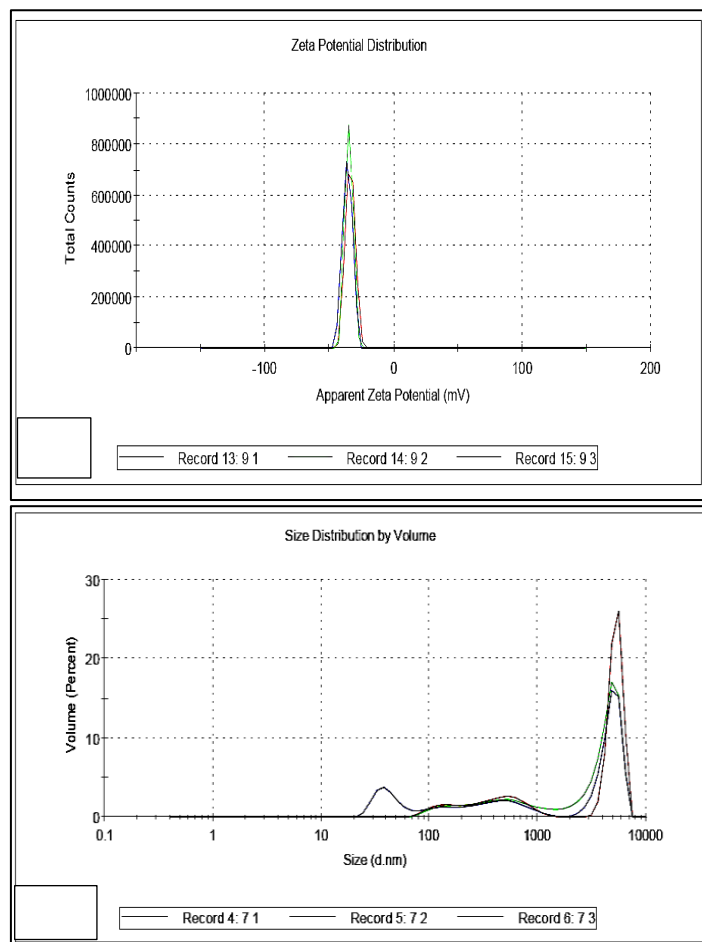 Zeta Potential Distribution
1000000
800000
600000
400000
200000
0
Total Counts
-100 0 100 200
Apparent Zeta Potential (mV)
Record 13: 9 1 Record 14: 9 2 Record 15: 9 3
Size Distribution by Volume
30
20
10
0
Volume (Percent)
0.1 1 10 100 1000 10000
Size (d.nm)
Record 4: 7 1 Record 5: 7 2 Record 6: 7 3